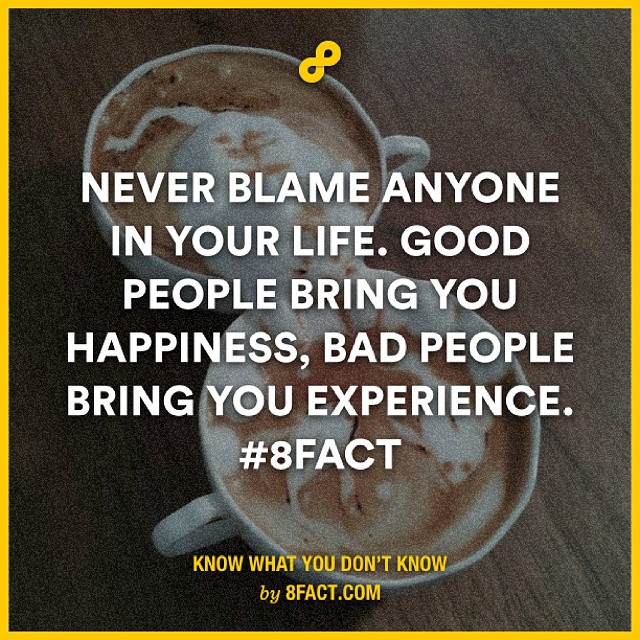 NEVER BLAME ANYONE
IN YOUR LIFE. GOOD
PEOPLE BRING YOU
HAPPINESS, BAD PEOPLE
BRING YOU EXPERIENCE.
#8FACT
KNOW WHAT YOU DON'T KNOW
by 8FACT.COM